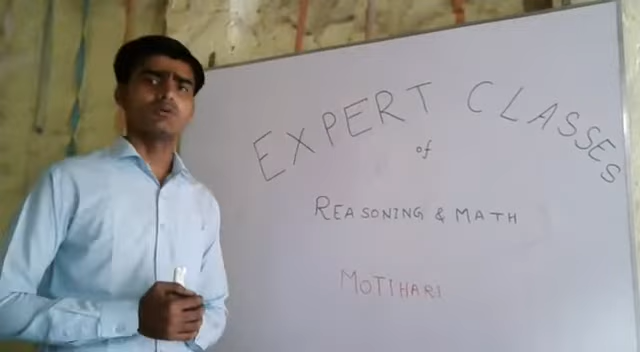 EXPERT CLASSES
of
REASONING & MATH
MOTIHARI